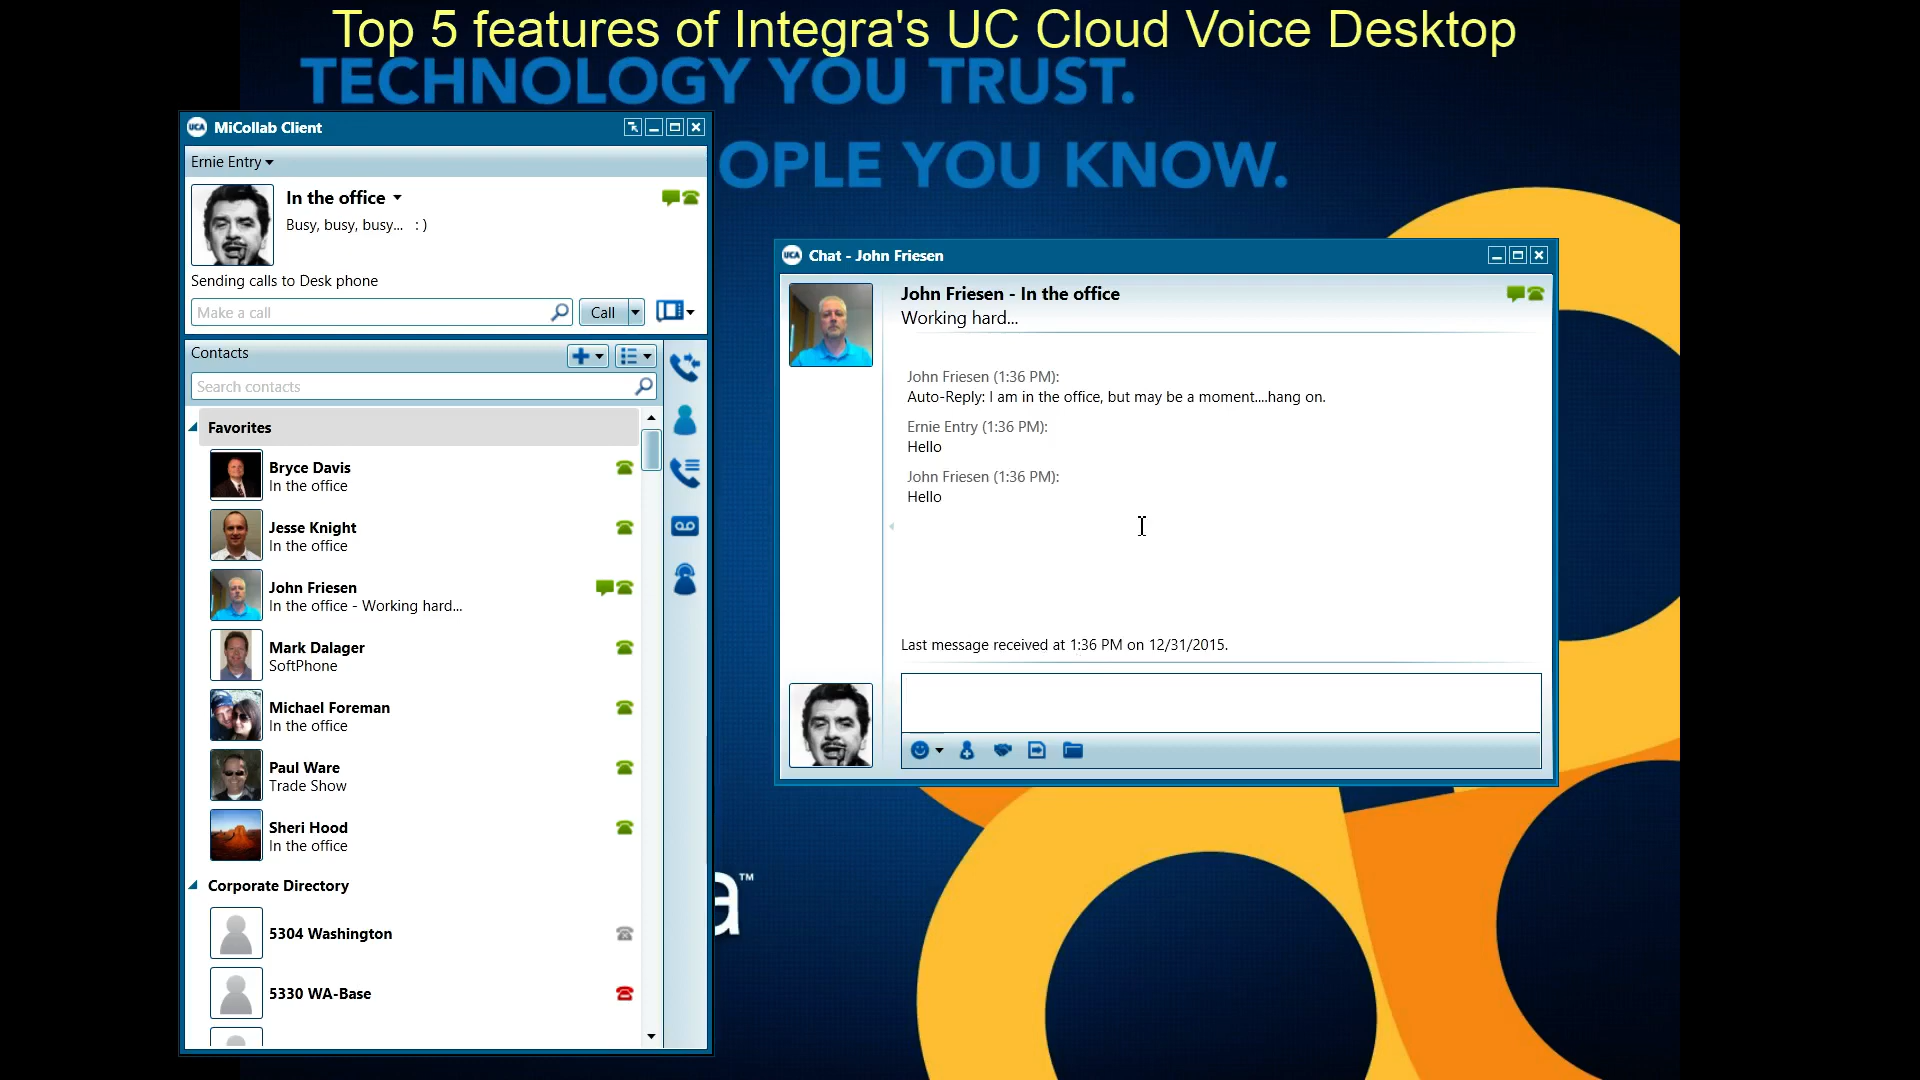 Top 5 features of Integra's UC Cloud Voice Desktop
TECHNOLOGY YOU TRUST.
OPLE YOU KNOW.
UCA MiCollab Client
Ernie Entry
In the office
Busy, busy, busy... : )
Sending calls to Desk phone
Make a call
Call
Contacts
Search contacts
Favorites
Bryce Davis
In the office
Jesse Knight
In the office
John Friesen
In the office - Working hard...
Mark Dalager
SoftPhone
Michael Foreman
In the office
Paul Ware
Trade Show
Sheri Hood
In the office
Corporate Directory
5304 Washington
5330 WA-Base
a™
UCA Chat - John Friesen
John Friesen - In the office
Working hard...
John Friesen (1:36 PM):
Auto-Reply: I am in the office, but may be a moment....hang on.
Ernie Entry (1:36 PM):
Hello
John Friesen (1:36 PM):
Hello
Last message received at 1:36 PM on 12/31/2015.